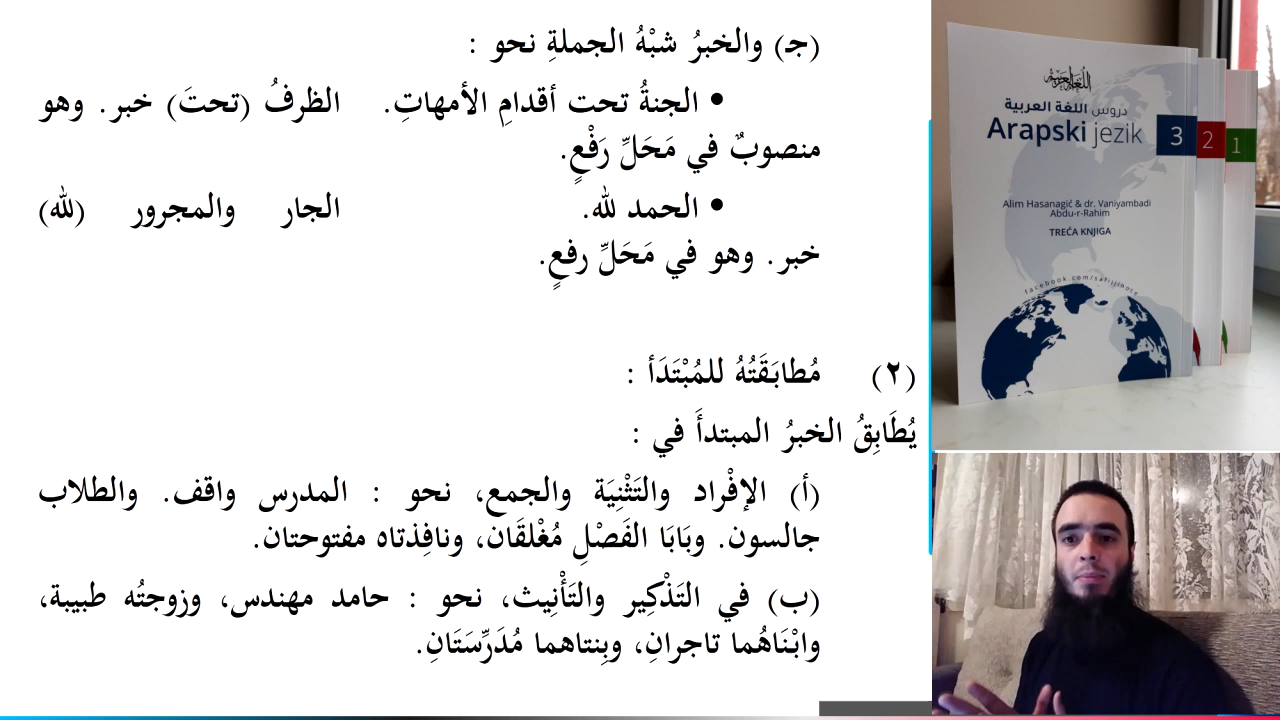 (جـ) والخبرُ شبْهُ الجملةِ نحو :
• الجنةُ تحت أقدامِ الأمهاتِ. الظرفُ (تحتَ) خبر. وهو
منصوبٌ في مَحَلِّ رَفْعٍ.
• الحمد لله. الجار والمجرور (لله)
خبر. وهو في مَحَلِّ رفعٍ.
(٢) مُطابَقَتُهُ للمُبْتَدَأ :
يُطَابِقُ الخبرُ المبتدأَ في :
(أ) الإفْراد والتَثْنِيَة والجمع، نحو : المدرس واقف. والطلاب
جالسون. وبَابَا الفَصْلِ مُغْلقَان، ونافِذتاه مفتوحتان.
(ب) في التَذْكِير والتَأْنِيث، نحو : حامد مهندس، وزوجتُه طبيبة،
وابْنَاهُما تاجرانِ، وبِنتاهما مُدَرِّسَتَانِ.
اللغة العربية
دروس اللغة العربية
Arapski jezik 3 2 1
Alim Hasanagić & dr. Vaniyambadi
Abdu-r-Rahim
TREĆA KNJIGA